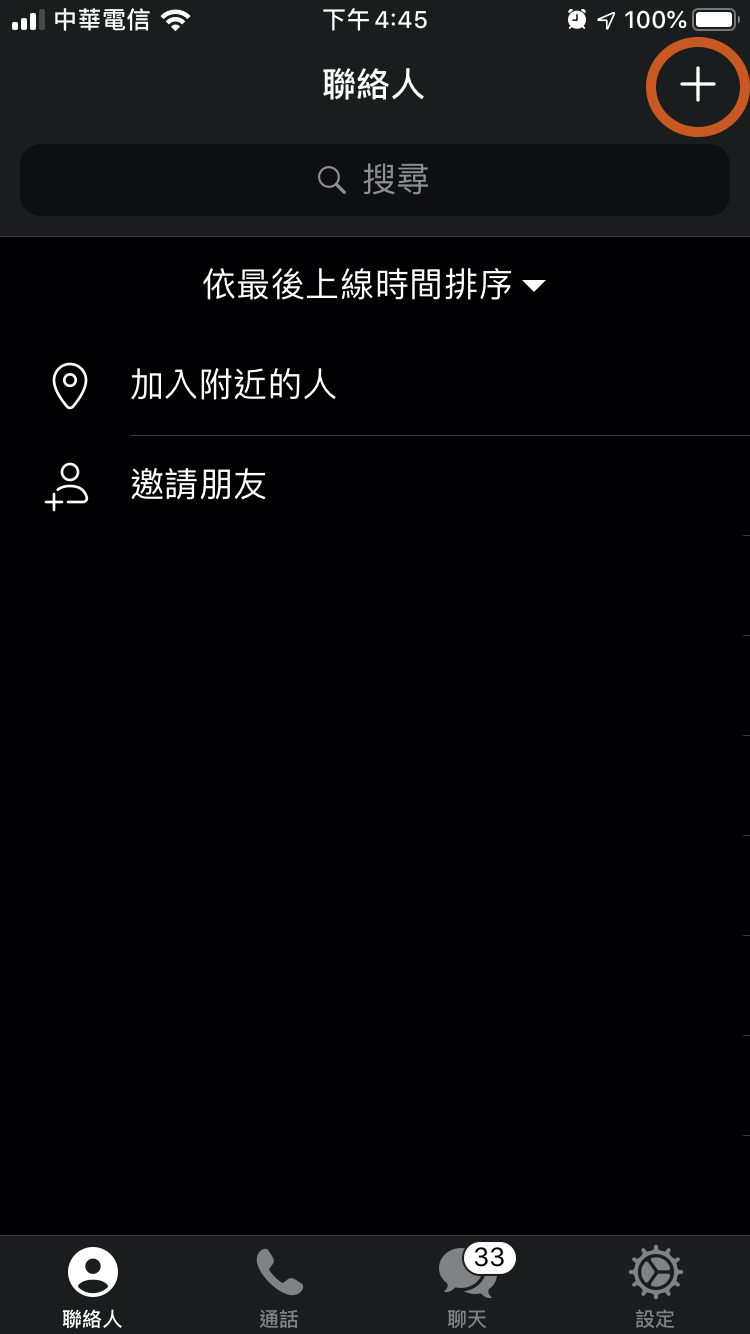 中華電信 下午4:45 100%
聯絡人
搜尋
依最後上線時間排序
加入附近的人
邀請朋友
33
聯絡人 通話 聊天 設定